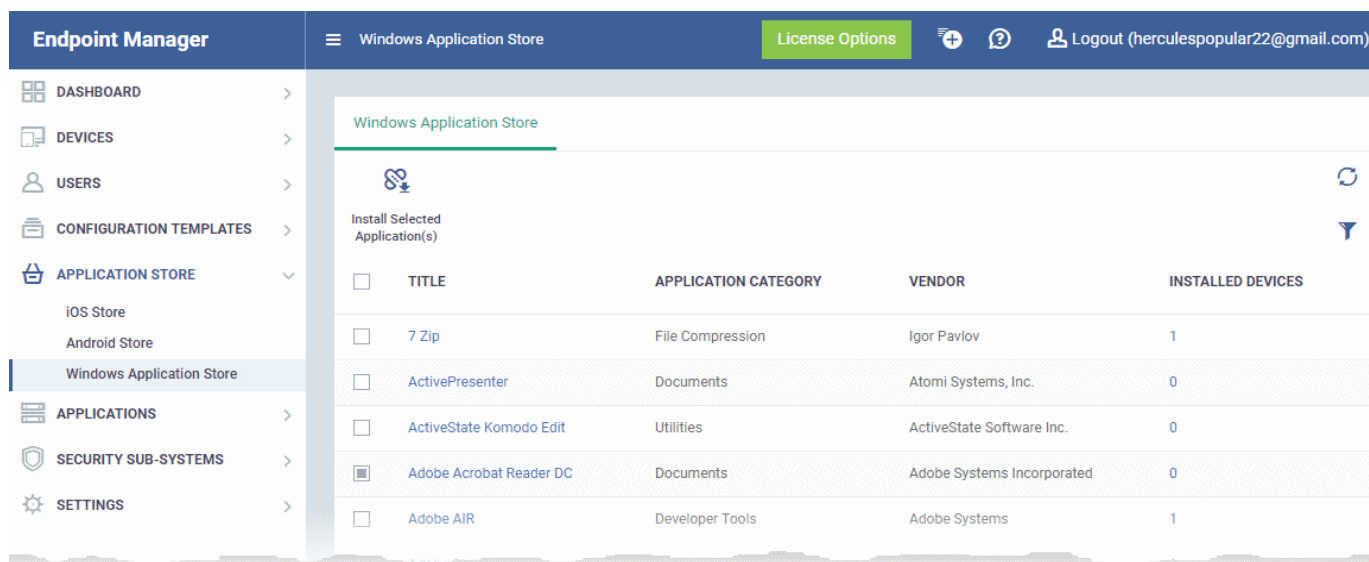 Endpoint Manager
Windows Application Store
License Options
Logout (herculespopular22@gmail.com)
DASHBOARD
DEVICES
USERS
CONFIGURATION TEMPLATES
APPLICATION STORE
iOS Store
Android Store
Windows Application Store
APPLICATIONS
SECURITY SUB-SYSTEMS
SETTINGS
Windows Application Store
Install Selected
Application(s)
TITLE APPLICATION CATEGORY VENDOR INSTALLED DEVICES
7 Zip File Compression Igor Pavlov 1
ActivePresenter Documents Atomi Systems, Inc. 0
ActiveState Komodo Edit Utilities ActiveState Software Inc. 0
Adobe Acrobat Reader DC Documents Adobe Systems Incorporated 0
Adobe AIR Developer Tools Adobe Systems 1